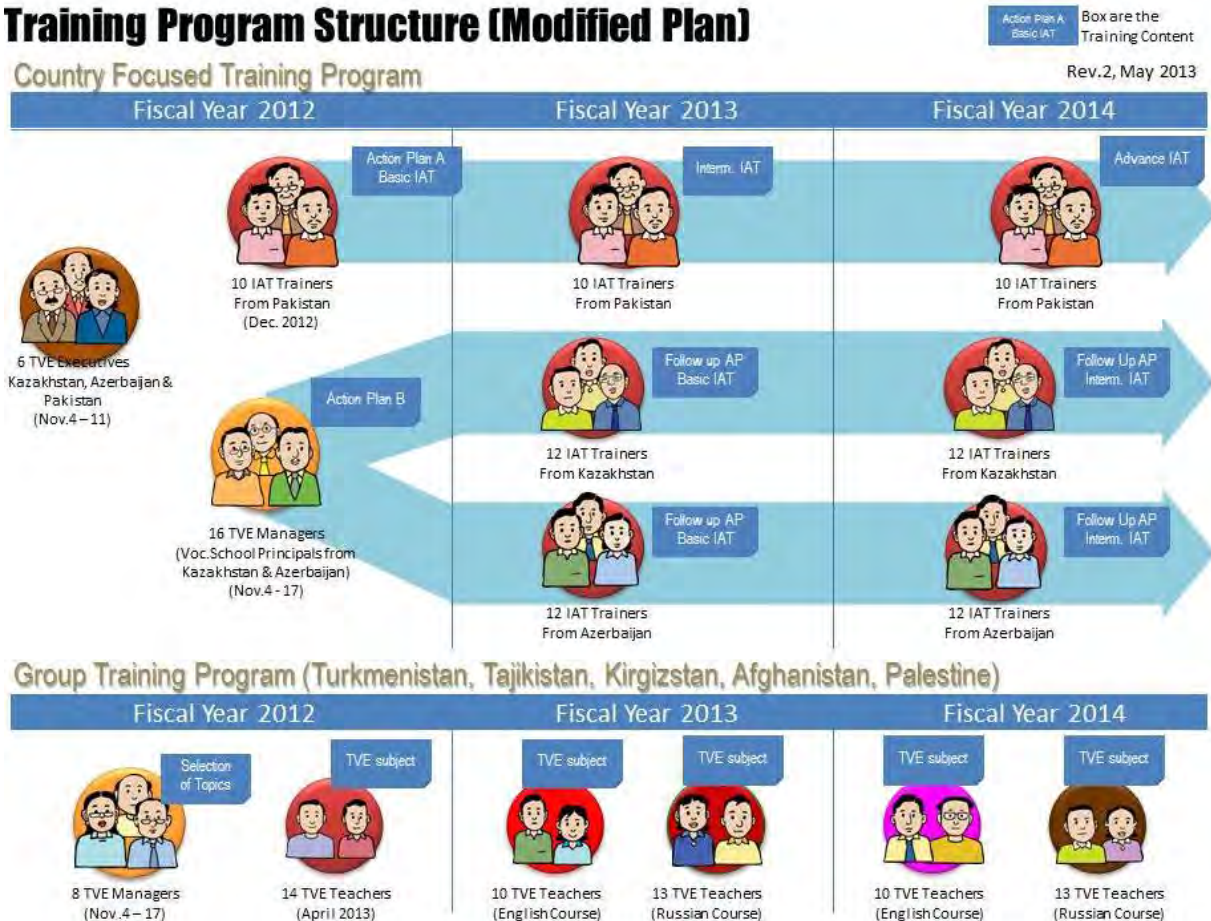 Training Program Structure (Modified Plan)
Action Plan A
Basic IAT
Box are the
Training Content
Rev.2, May 2013
Country Focused Training Program
Fiscal Year 2012
Fiscal Year 2013
Fiscal Year 2014
Action Plan A
Basic IAT
Interm. IAT
Advance IAT
10 IAT Trainers
From Pakistan
(Dec. 2012)
10 IAT Trainers
From Pakistan
10 IAT Trainers
From Pakistan
6 TVE Executives
Kazakhstan, Azerbaijan &
Pakistan
(Nov.4 – 11)
Action Plan B
Follow up AP
Basic IAT
Follow Up AP
Interm. IAT
16 TVE Managers
(Voc.School Principals from
Kazakhstan & Azerbaijan)
(Nov.4 - 17)
12 IAT Trainers
From Kazakhstan
12 IAT Trainers
From Kazakhstan
Follow up AP
Basic IAT
Follow Up AP
Interm. IAT
12 IAT Trainers
From Azerbaijan
12 IAT Trainers
From Azerbaijan
Group Training Program (Turkmenistan, Tajikistan, Kirgizstan, Afghanistan, Palestine)
Fiscal Year 2012
Fiscal Year 2013
Fiscal Year 2014
Selection
of Topics
TVE subject
TVE subject
TVE subject
TVE subject
TVE subject
8 TVE Managers
(Nov.4 – 17)
14 TVE Teachers
(April 2013)
10 TVE Teachers
(English Course)
13 TVE Teachers
(Russian Course)
10 TVE Teachers
(English Course)
13 TVE Teachers
(Russian Course)